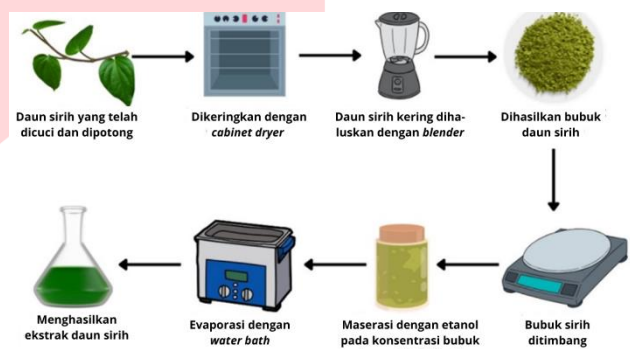 Daun sirih yang telah
dicuci dan dipotong
Dikeringkan dengan
cabinet dryer
Daun sirih kering diha-
luskan dengan blender
Dihasilkan bubuk
daun sirih
Menghasilkan
ekstrak daun sirih
Evaporasi dengan
water bath
Maserasi dengan etanol
pada konsentrasi bubuk
Bubuk sirih
ditimbang